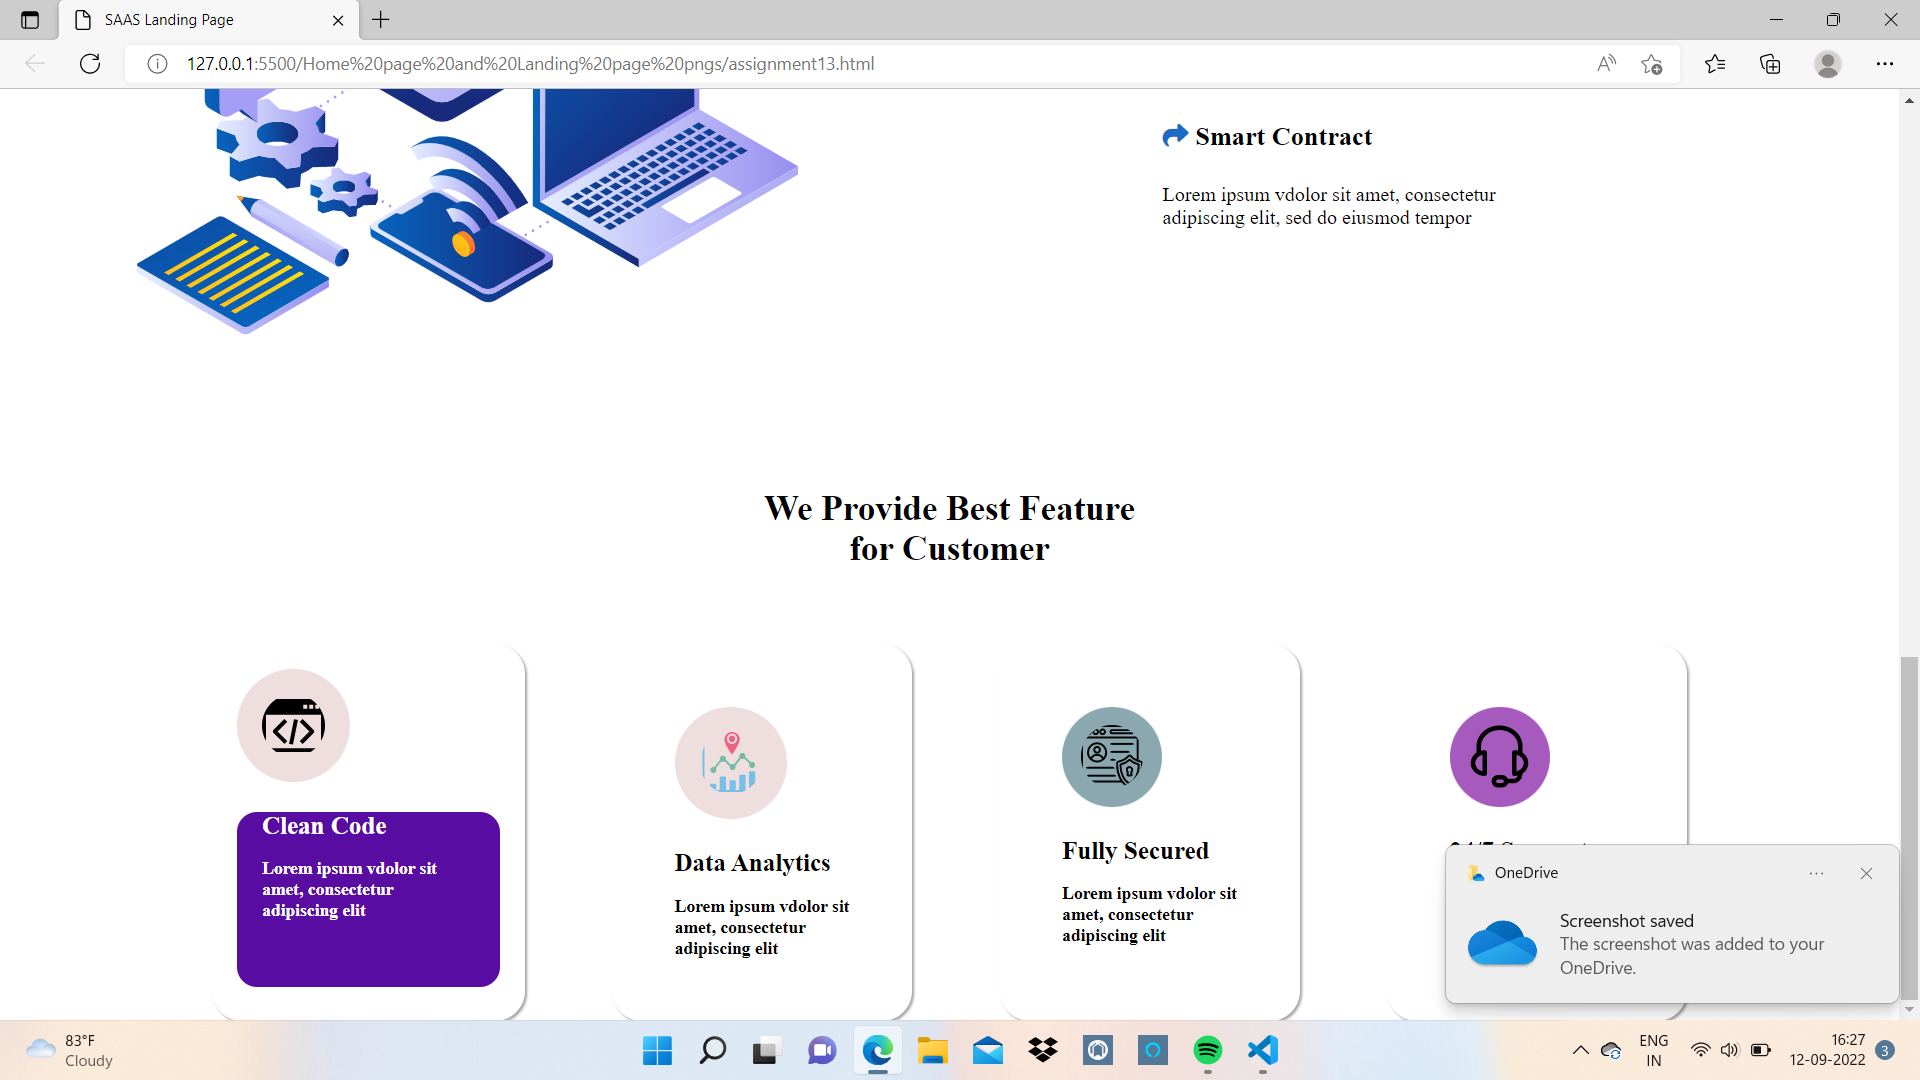 SAAS Landing Page
127.0.0.1:5500/Home%20page%20and%20Landing%20page%20pngs/assignment13.html
Smart Contract
Lorem ipsum vdolor sit amet, consectetur
adipiscing elit, sed do eiusmod tempor
We Provide Best Feature
for Customer
Clean Code
Lorem ipsum vdolor sit
amet, consectetur
adipiscing elit
Data Analytics
Lorem ipsum vdolor sit
amet, consectetur
adipiscing elit
Fully Secured
Lorem ipsum vdolor sit
amet, consectetur
adipiscing elit
OneDrive
Screenshot saved
The screenshot was added to your
OneDrive.
83°F
Cloudy
ENG
IN
16:27
12-09-2022
3